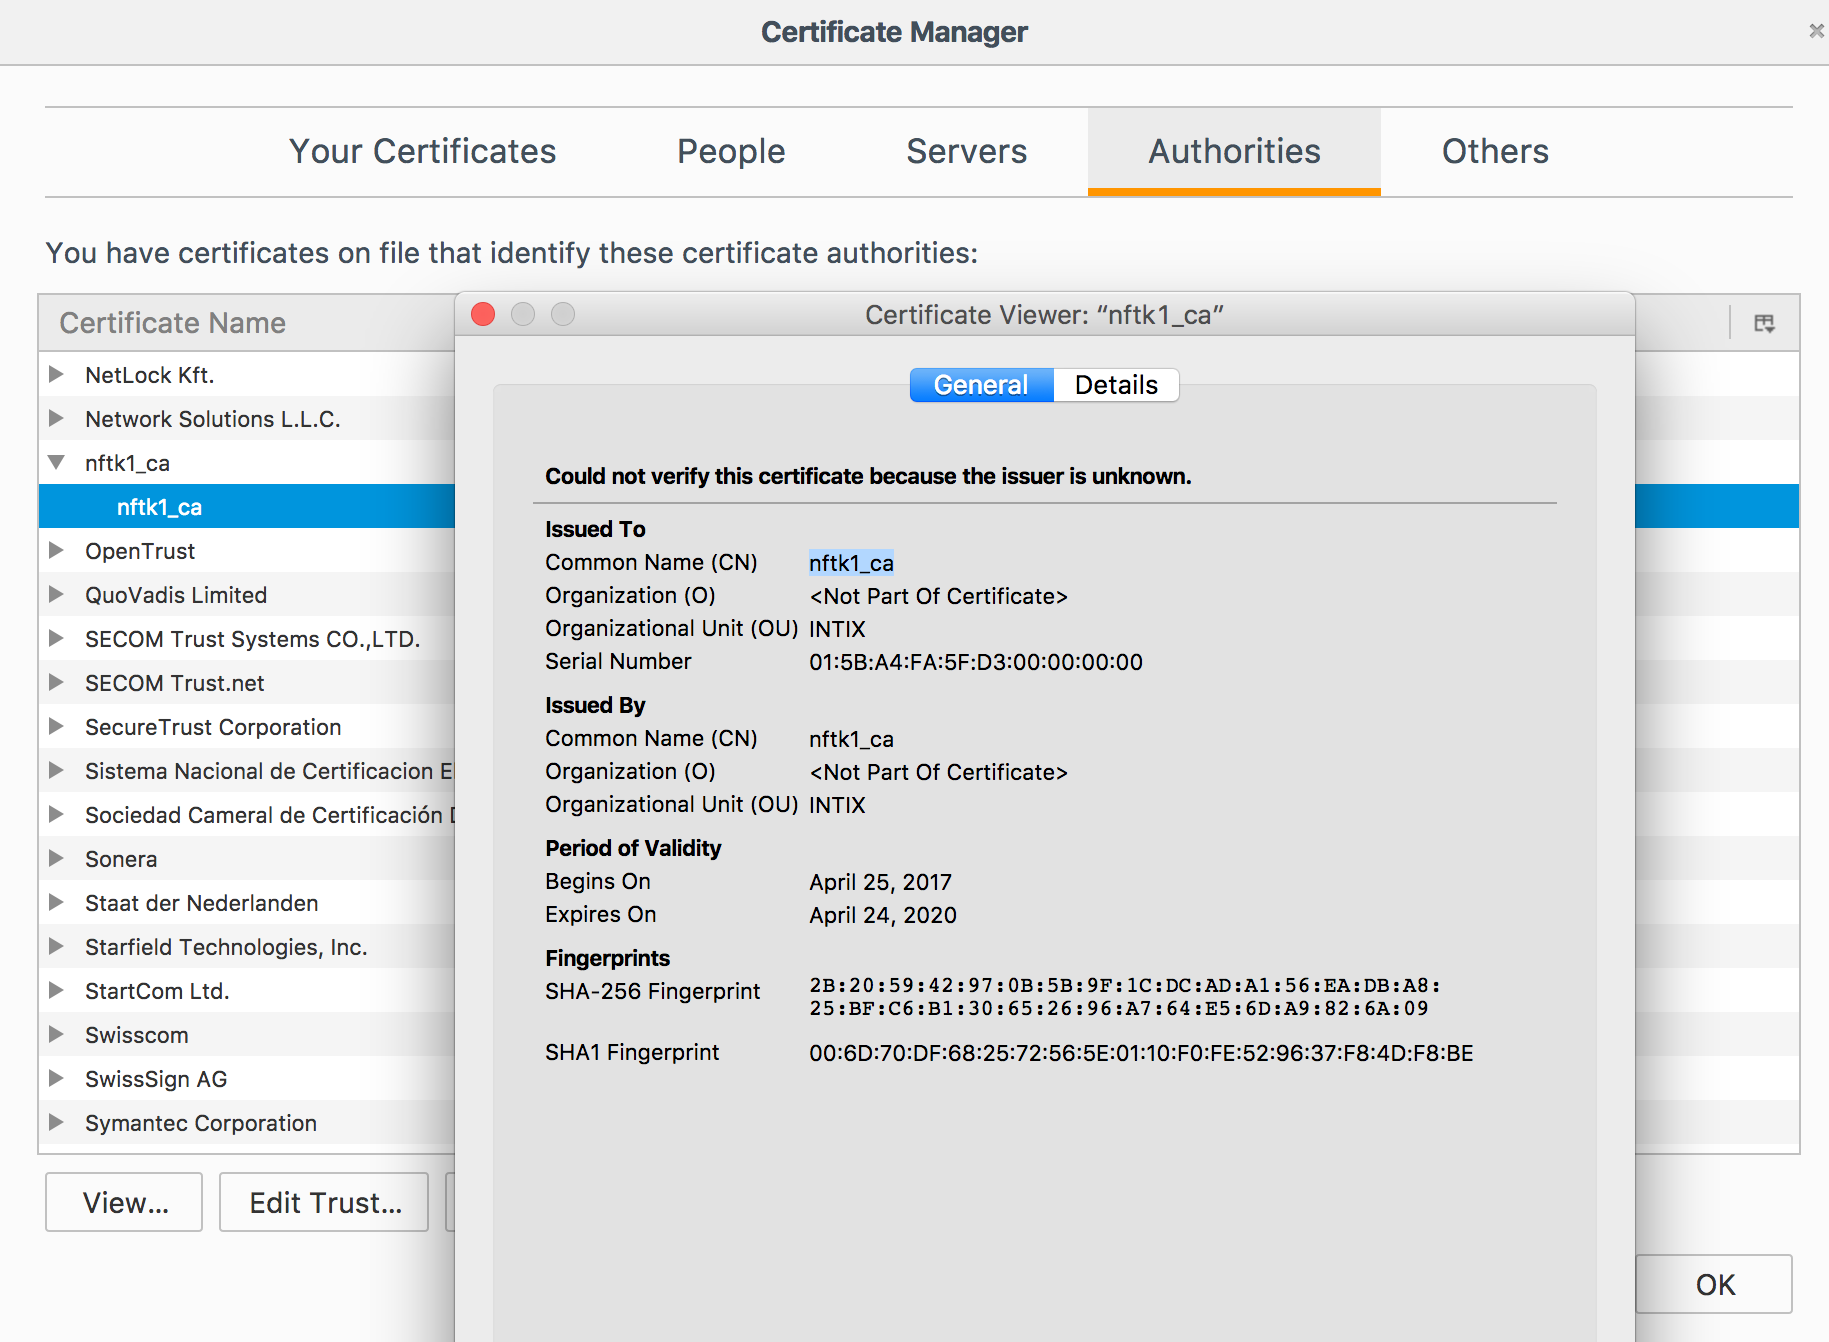 Certificate Manager
Your Certificates People Servers Authorities Others
You have certificates on file that identify these certificate authorities:
Certificate Name
NetLock Kft.
Network Solutions L.L.C.
nftk1_ca
nftk1_ca
OpenTrust
QuoVadis Limited
SECOM Trust Systems CO.,LTD.
SECOM Trust.net
SecureTrust Corporation
Sistema Nacional de Certificacion
Sociedad Cameral de Certificación
Sonera
Staat der Nederlanden
Starfield Technologies, Inc.
StartCom Ltd.
Swisscom
SwissSign AG
Symantec Corporation
View...
Edit Trust...
Certificate Viewer: “nftk1_ca”
General Details
Could not verify this certificate because the issuer is unknown.
Issued To
Common Name (CN) nftk1_ca
Organization (O) <Not Part Of Certificate>
Organizational Unit (OU) INTIX
Serial Number 01:5B:A4:FA:5F:D3:00:00:00:00
Issued By
Common Name (CN) nftk1_ca
Organization (O) <Not Part Of Certificate>
Organizational Unit (OU) INTIX
Period of Validity
Begins On April 25, 2017
Expires On April 24, 2020
Fingerprints
SHA-256 Fingerprint 2B:20:59:42:97:0B:5B:9F:1C:DC:AD:A1:56:EA:DB:A8:
25:BF:C6:B1:30:65:26:96:A7:64:E5:6D:A9:82:6A:09
SHA1 Fingerprint 00:6D:70:DF:68:25:72:56:5E:01:10:F0:FE:52:96:37:F8:4D:F8:BE
OK